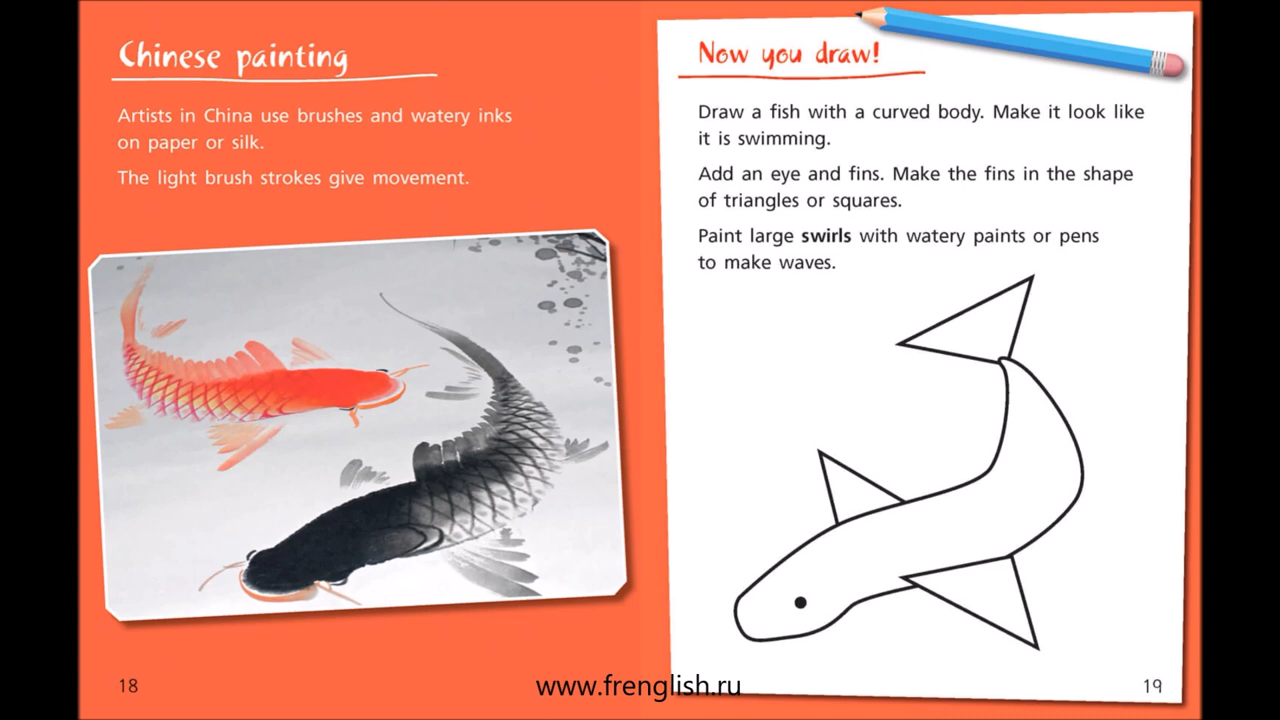 Chinese painting
Artists in China use brushes and watery inks
on paper or silk.
The light brush strokes give movement.
18
Now you draw!
Draw a fish with a curved body. Make it look like
it is swimming.
Add an eye and fins. Make the fins in the shape
of triangles or squares.
Paint large swirls with watery paints or pens
to make waves.
www.frenglish.ru
19